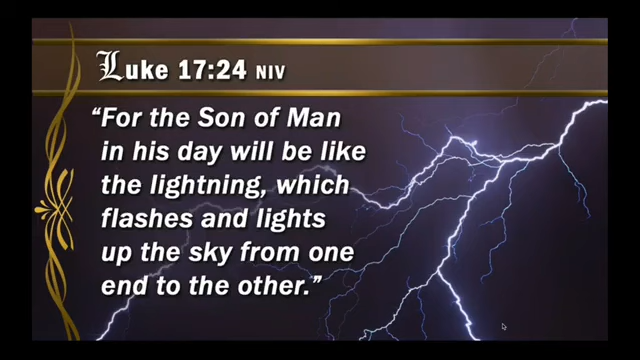 Luke 17:24 NIV
“For the Son of Man
in his day will be like
the lightning, which
flashes and lights
up the sky from one
end to the other.”